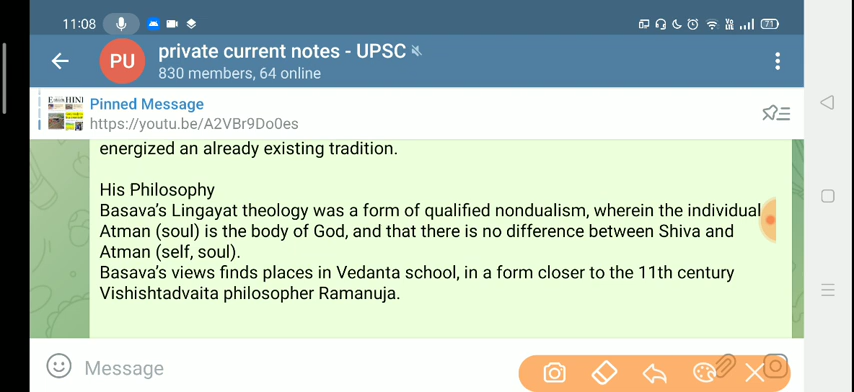 11:08
71
PU
private current notes - UPSC
830 members, 64 online
Pinned Message
https://youtu.be/A2VBr9Do0es
energized an already existing tradition.
His Philosophy
Basava's Lingayat theology was a form of qualified nondualism, wherein the individual
Atman (soul) is the body of God, and that there is no difference between Shiva and
Atman (self, soul).
Basava's views finds places in Vedanta school, in a form closer to the 11th century
Vishishtadvaita philosopher Ramanuja.
Message